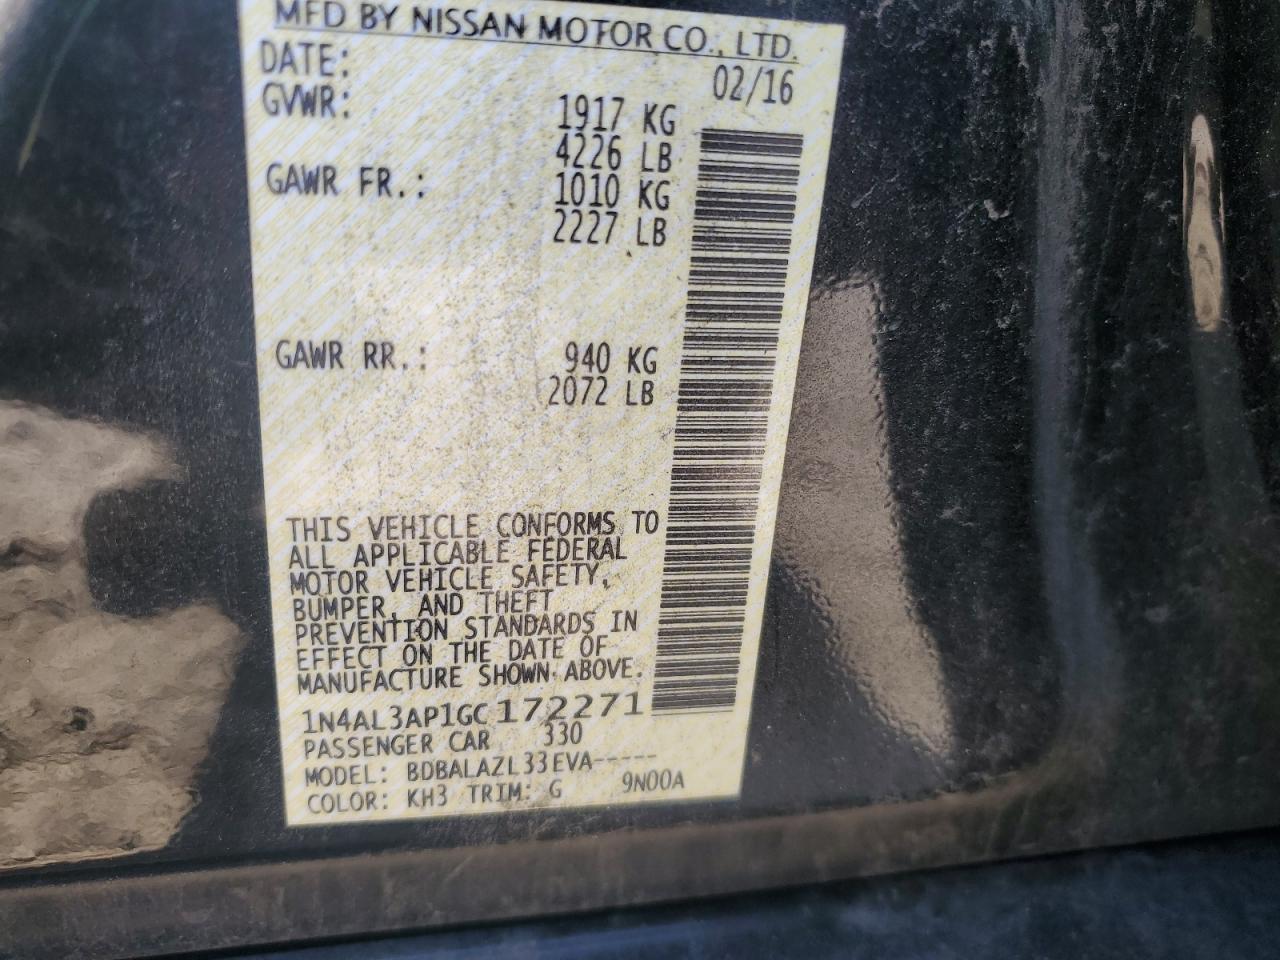 MFD BY NISSAN MOTOR CO., LTD.
DATE: 02/16
GVWR: 1917 KG
4226 LB
GAWR FR.: 1010 KG
2227 LB
GAWR RR.: 940 KG
2072 LB
THIS VEHICLE CONFORMS TO
ALL APPLICABLE FEDERAL
MOTOR VEHICLE SAFETY,
BUMPER, AND THEFT
PREVENTION STANDARDS IN
EFFECT ON THE DATE OF
MANUFACTURE SHOWN ABOVE.
1N4AL3AP1GC172271
PASSENGER CAR 330
MODEL: BDBALAZL33EVA-----
COLOR: KH3 TRIM: G 9N00A